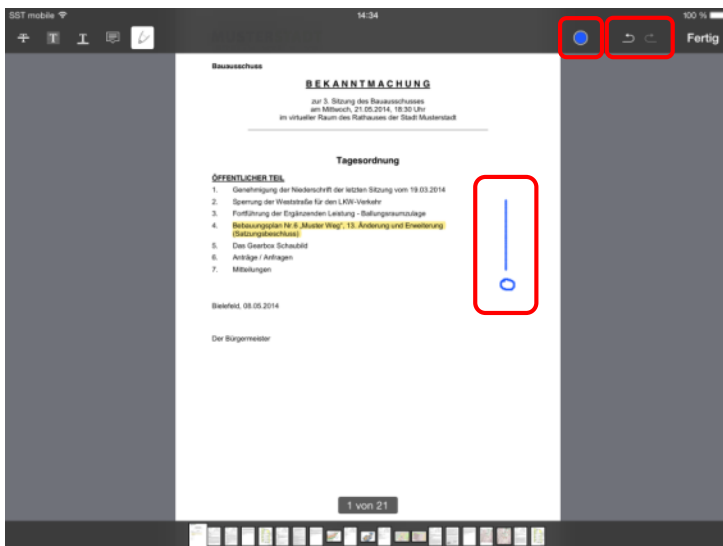 SST mobile 14:34 100 %
Fertig
Bauausschuss
BEKANNTMACHUNG
zur 3. Sitzung des Bauausschusses
am Mittwoch, 21.05.2014, 18:30 Uhr
im virtueller Raum des Rathauses der Stadt Musterstadt
Tagesordnung
ÖFFENTLICHER TEIL
1. Genehmigung der Niederschrift der letzten Sitzung vom 19.03.2014
2. Sperrung der Weststraße für den LKW-Verkehr
3. Fortführung der Ergänzenden Leistung - Ballungsraumzulage
4. Bebauungsplan Nr.6 „Muster Weg", 13. Änderung und Erweiterung
(Satzungsbeschluss)
5. Das Gearbox Schaubild
6. Anträge / Anfragen
7. Mitteilungen
Bielefeld, 08.05.2014
Der Bürgermeister
1 von 21